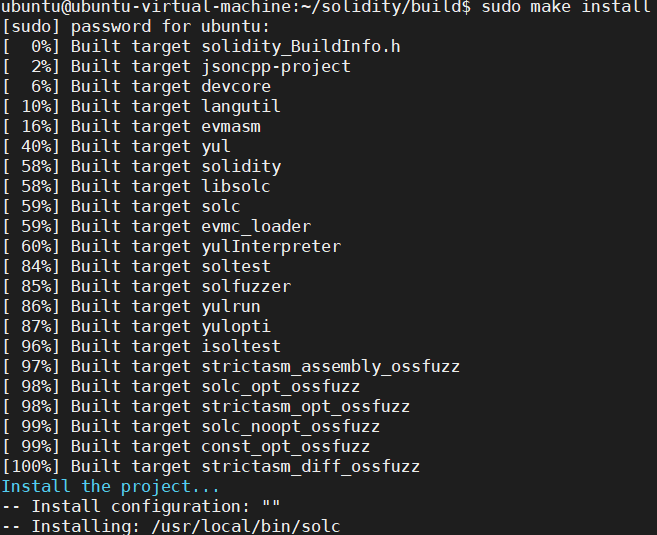 ubuntu@ubuntu-virtual-machine:~/solidity/build$ sudo make install
[sudo] password for ubuntu:
[  0%] Built target solidity_BuildInfo.h
[  2%] Built target jsoncpp-project
[  6%] Built target devcore
[ 10%] Built target langutil
[ 16%] Built target evmasm
[ 40%] Built target yul
[ 58%] Built target solidity
[ 58%] Built target libsolc
[ 59%] Built target solc
[ 59%] Built target evmc_loader
[ 60%] Built target yulInterpreter
[ 84%] Built target soltest
[ 85%] Built target solfuzzer
[ 86%] Built target yulrun
[ 87%] Built target yulopti
[ 96%] Built target isoltest
[ 97%] Built target strictasm_assembly_ossfuzz
[ 98%] Built target solc_opt_ossfuzz
[ 98%] Built target strictasm_opt_ossfuzz
[ 99%] Built target solc_noopt_ossfuzz
[ 99%] Built target const_opt_ossfuzz
[100%] Built target strictasm_diff_ossfuzz
Install the project...
-- Install configuration: ""
-- Installing: /usr/local/bin/solc